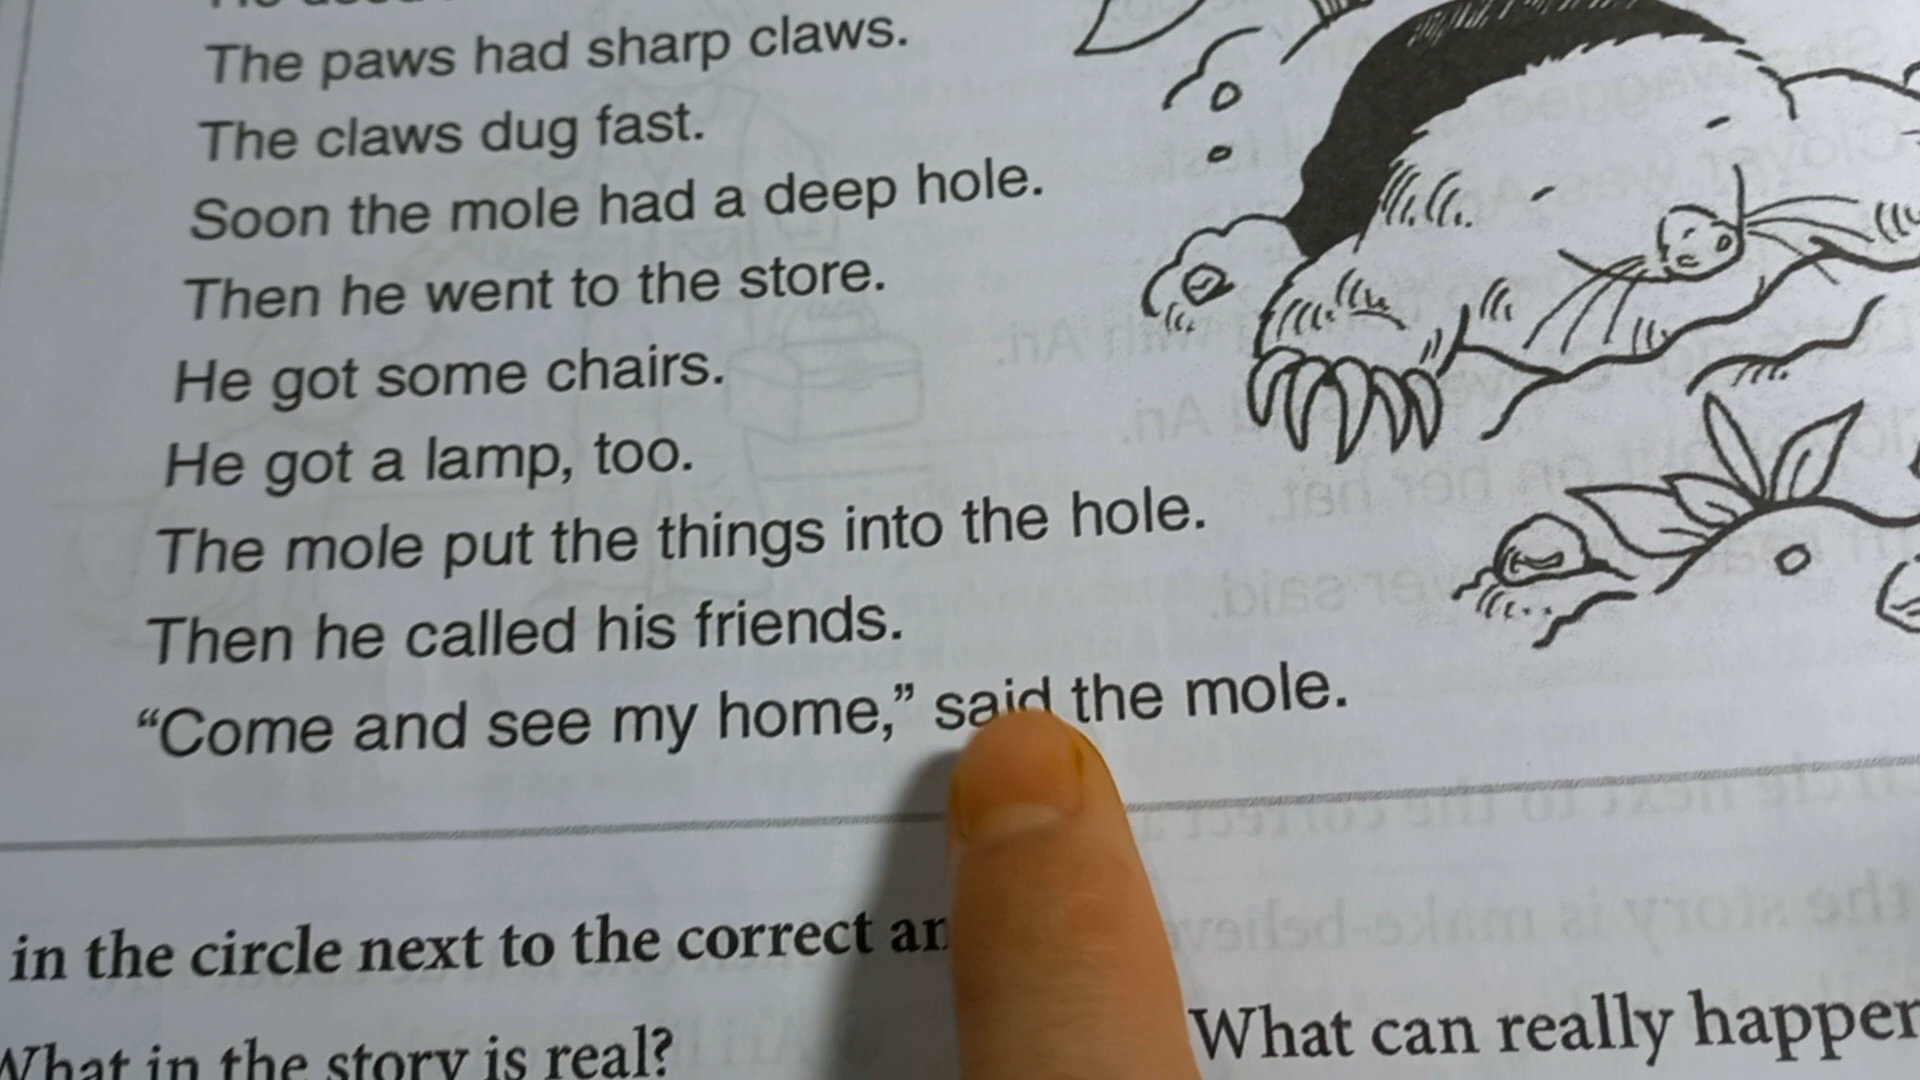 The paws had sharp claws.
The claws dug fast.
Soon the mole had a deep hole.
Then he went to the store.
He got some chairs.
He got a lamp, too.
The mole put the things into the hole.
Then he called his friends.
“Come and see my home,” said the mole.
in the circle next to the correct
What in the story is real?
What can really happen